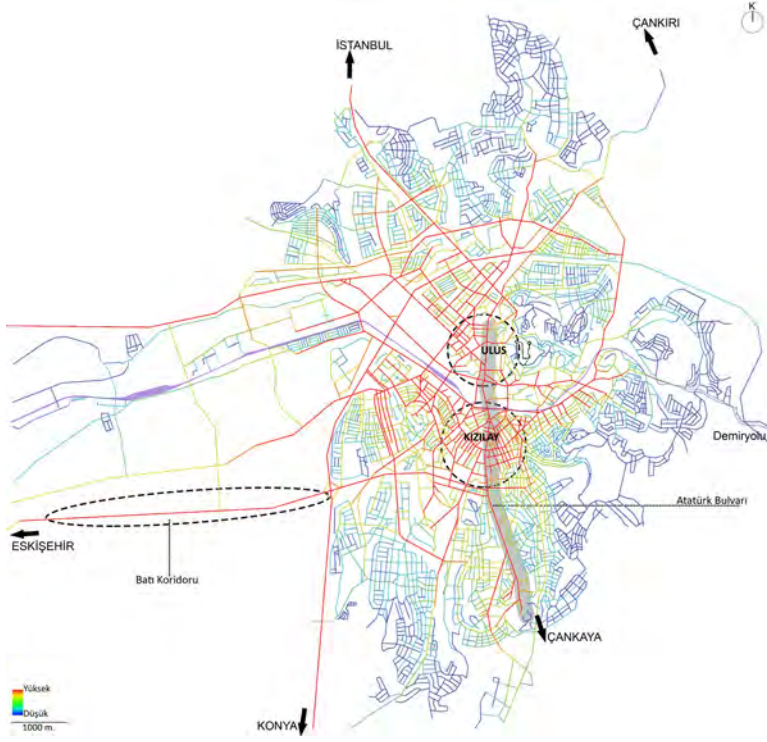 K
ÇANKIRI
İSTANBUL
ULUS
KIZILAY
Demiryolu
Atatürk Bulvarı
ESKİŞEHİR
Batı Koridoru
ÇANKAYA
Yüksek
Düşük
1000 m.
KONYA